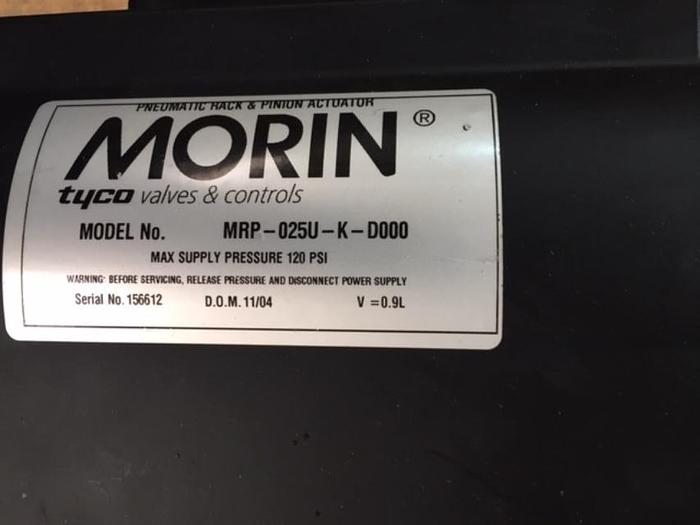 PNEUMATIC RACK & PINION ACTUATOR
MORIN®
tyco valves & controls
MODEL No. MRP-025U-K-D000
MAX SUPPLY PRESSURE 120 PSI
WARNING: BEFORE SERVICING, RELEASE PRESSURE AND DISCONNECT POWER SUPPLY
Serial No. 156612 D.O.M. 11/04 V =0.9L